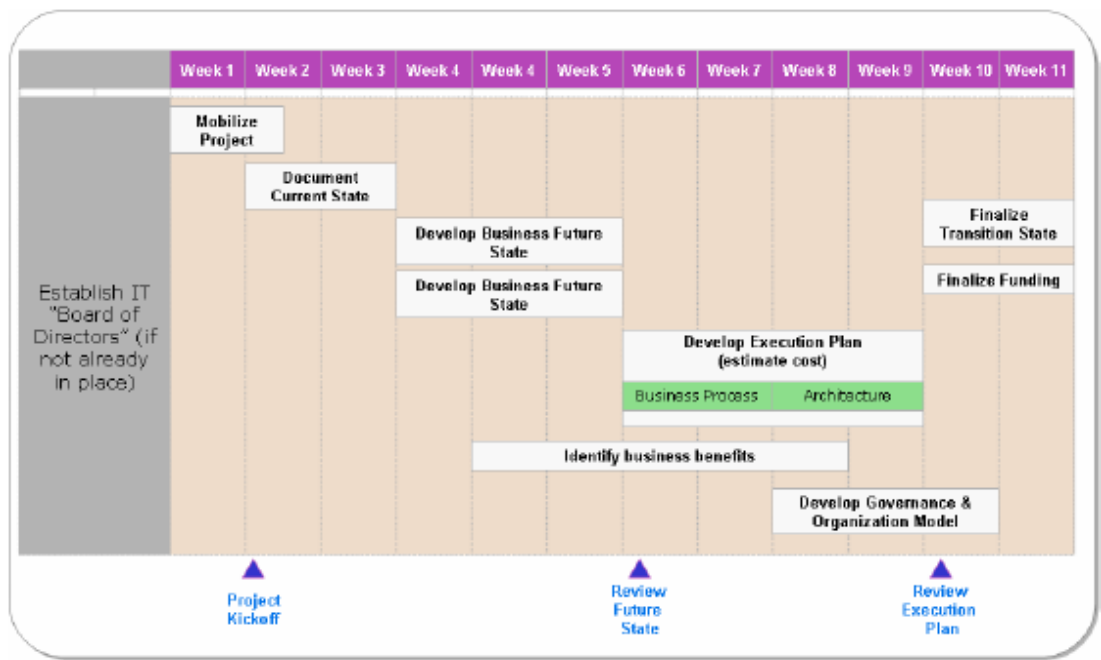 Week 1 Week 2 Week 3 Week 4 Week 4 Week 5 Week 6 Week 7 Week 8 Week 9 Week 10 Week 11
Establish IT
"Board of
Directors" (if
not already
in place)
Mobilize
Project
Document
Current State
Develop Business Future
State
Develop Business Future
State
Finalize
Transition State
Finalize Funding
Develop Execution Plan
(estimate cost)
Business Process
Architecture
Identify business benefits
Develop Governance &
Organization Model
Project
Kickoff
Review
Future
State
Review
Execution
Plan